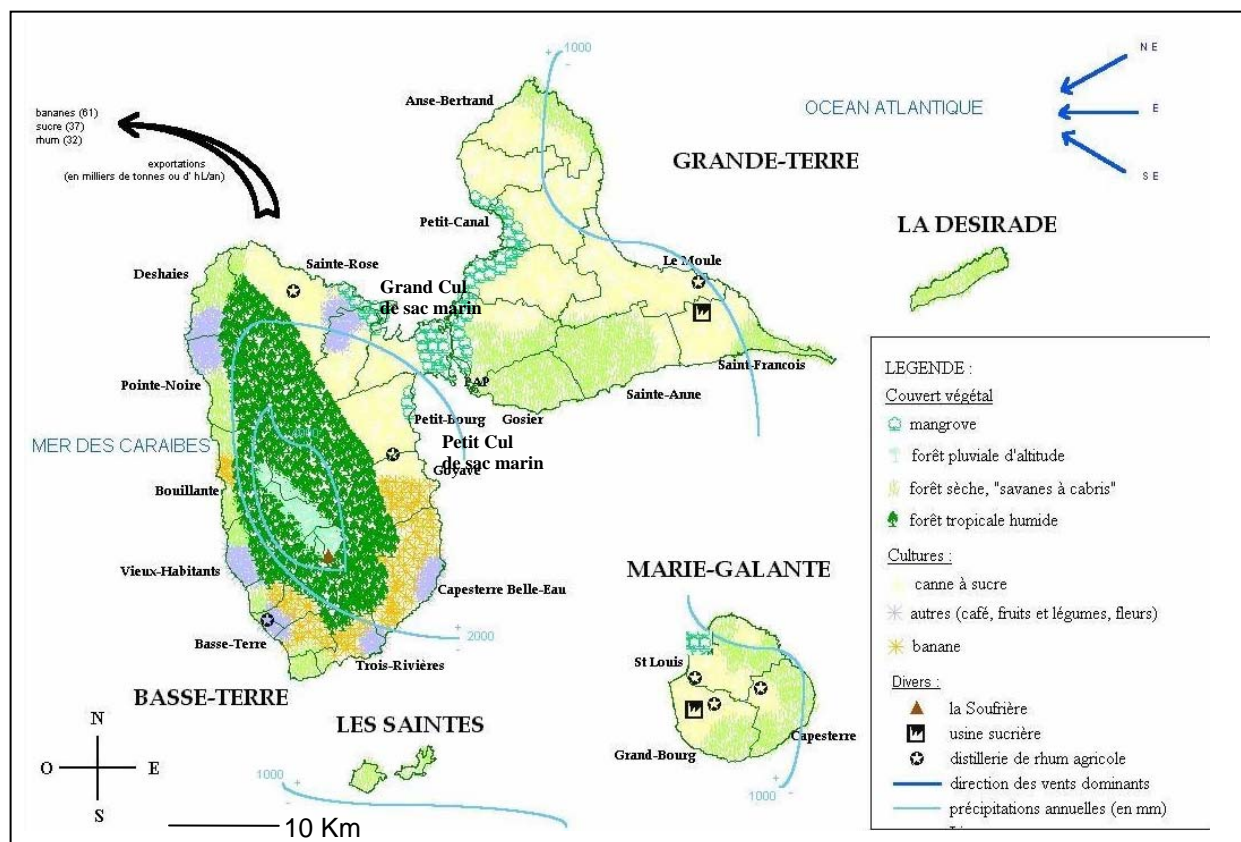 1000
+
-
N E
E
S E
OCEAN ATLANTIQUE
bananes (61)
sucre (37)
rhum (32)
exportations
(en milliers de tonnes ou d' hL/an)
Anse-Bertrand
GRANDE-TERRE
Petit-Canal
LA DESIRADE
Deshaies
Sainte-Rose
Le Moule
Grand Cul
de sac marin
Pointe-Noire
PAP
Saint-Francois
Sainte-Anne
Petit-Bourg
Gosier
MER DES CARAIBES
Petit Cul
de sac marin
Goyave
Bouillante
Vieux-Habitants
Capesterre Belle-Eau
MARIE-GALANTE
+
-
2000
Basse-Terre
Trois-Rivières
St Louis
BASSE-TERRE
LES SAINTES
Grand-Bourg
Capesterre
1000
+
-
1000
+
-
N
O
E
S
10 Km
LEGENDE :
Couvert végétal
mangrove
forêt pluviale d'altitude
forêt sèche, "savanes à cabris"
forêt tropicale humide
Cultures :
canne à sucre
autres (café, fruits et légumes, fleurs)
banane
Divers :
la Soufrière
usine sucrière
distillerie de rhum agricole
direction des vents dominants
précipitations annuelles (en mm)